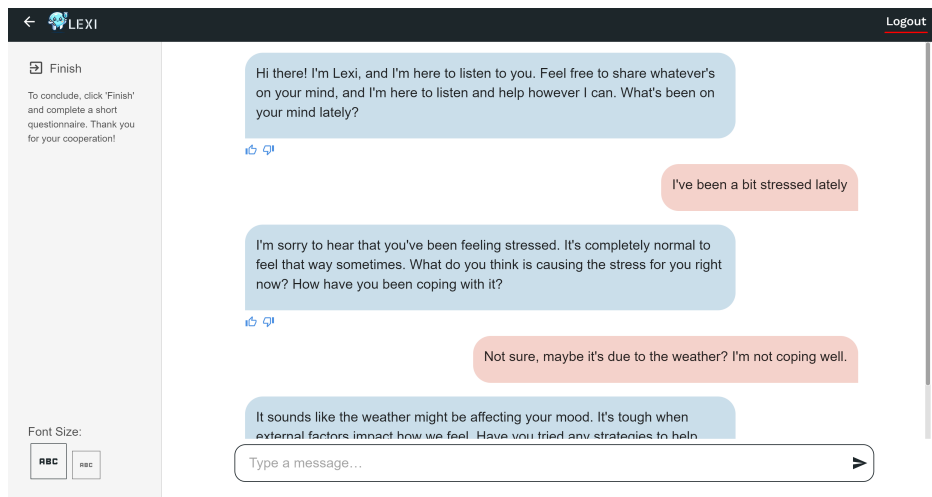 LEXI
Logout
Finish
To conclude, click 'Finish'
and complete a short
questionnaire. Thank you
for your cooperation!
Hi there! I'm Lexi, and I'm here to listen to you. Feel free to share whatever's
on your mind, and I'm here to listen and help however I can. What's been on
your mind lately?
I've been a bit stressed lately
I'm sorry to hear that you've been feeling stressed. It's completely normal to
feel that way sometimes. What do you think is causing the stress for you right
now? How have you been coping with it?
Not sure, maybe it's due to the weather? I'm not coping well.
It sounds like the weather might be affecting your mood. It's tough when
external factors impact how we feel. Have you tried any strategies to help
Font Size:
ABC
ABC
Type a message...